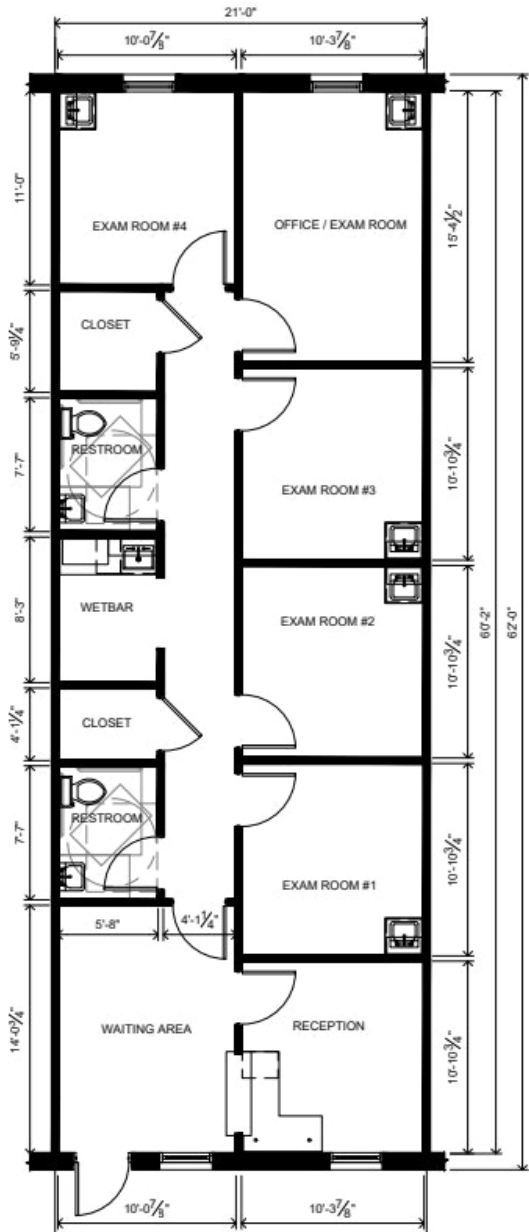 21'-0"
10'-0⅞"
10'-3⅞"
11'-0"
EXAM ROOM #4
OFFICE / EXAM ROOM
15'-4½"
5'-9¼"
CLOSET
7'-7"
RESTROOM
EXAM ROOM #3
10'-10¾"
8'-3"
WETBAR
EXAM ROOM #2
10'-10¾"
60'-2"
62'-0"
4'-1¼"
CLOSET
7'-7"
RESTROOM
EXAM ROOM #1
10'-10¾"
5'-8"
4'-1¼"
14'-0¾"
WAITING AREA
RECEPTION
10'-10¾"
10'-0⅞"
10'-3⅞"